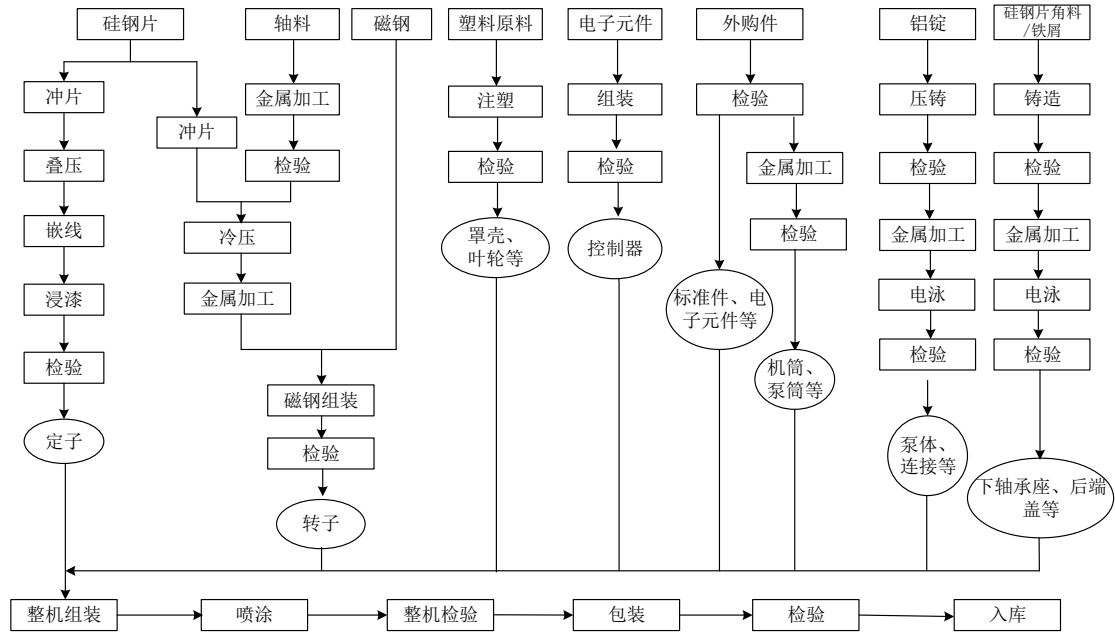 硅钢片
轴料
磁钢
塑料原料
电子元件
外购件
铝锭
硅钢片角料
/铁屑
冲片
冲片
金属加工
注塑
组装
检验
压铸
铸造
叠压
检验
检验
检验
金属加工
检验
检验
嵌线
冷压
罩壳、
叶轮等
控制器
检验
金属加工
金属加工
浸漆
金属加工
标准件、电
子元件等
电泳
电泳
检验
磁钢组装
机筒、
泵筒等
检验
检验
定子
检验
泵体、
连接等
转子
下轴承座、后端
盖等
整机组装
喷涂
整机检验
包装
检验
入库